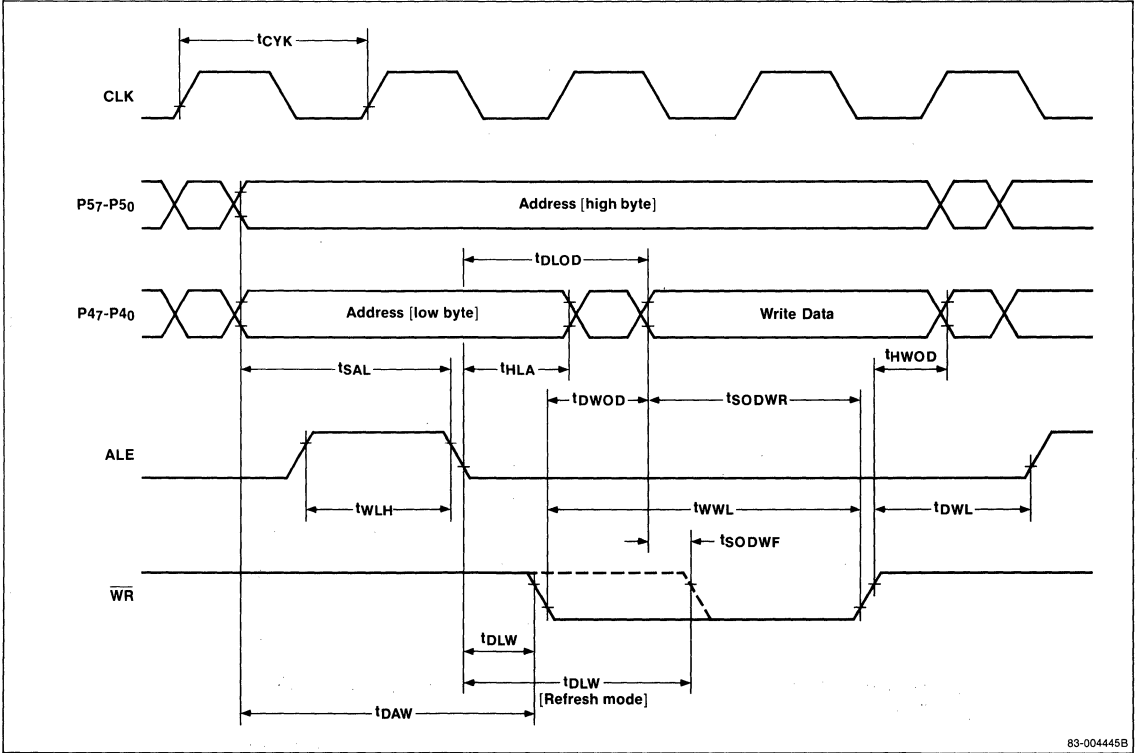 tCYK
CLK
P57-P50
Address [high byte]
tDLOD
P47-P40
Address [low byte]
Write Data
tHWOD
tSAL
tHLA
tDWOD
tSODWR
ALE
tWLH
tWWL
tDWL
tSODWF
WR
tDLW
tDLW
[Refresh mode]
tDAW
83-004445B